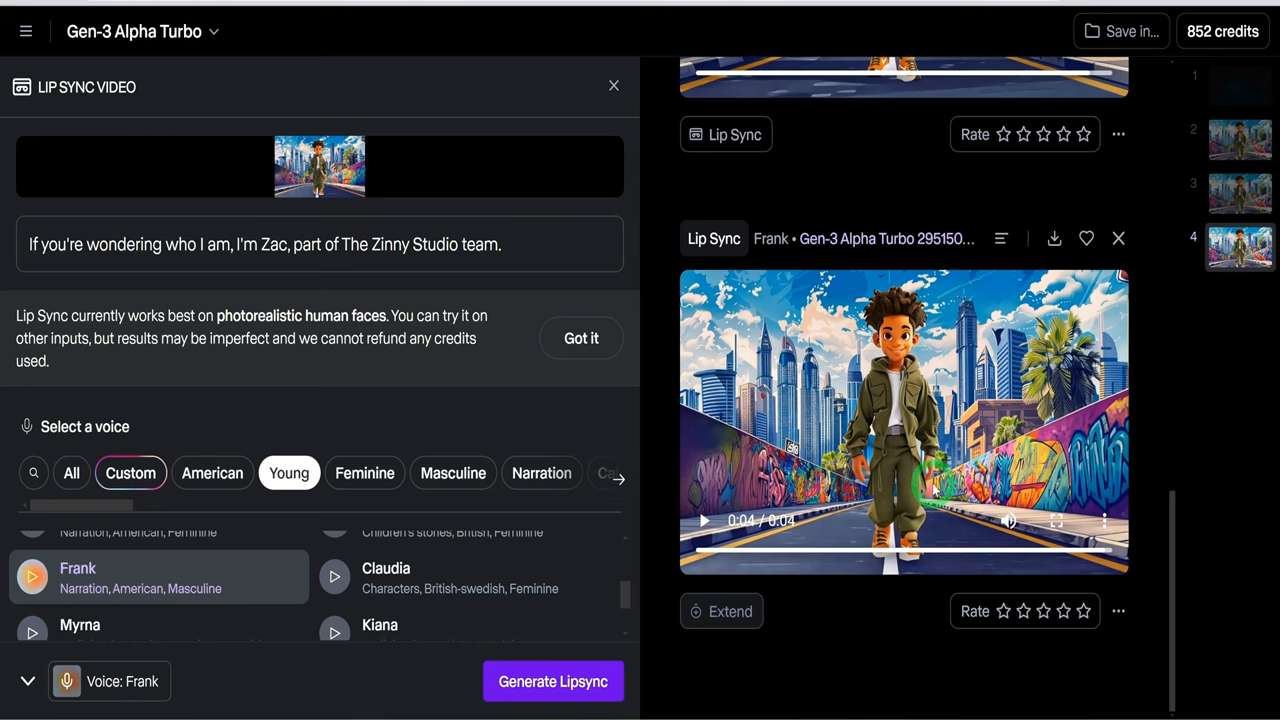 Gen-3 Alpha Turbo
Save in...
852 credits
LIP SYNC VIDEO
If you're wondering who I am, I'm Zac, part of The Zinny Studio team.
Lip Sync currently works best on photorealistic human faces. You can try it on
other inputs, but results may be imperfect and we cannot refund any credits
used.
Got it
Select a voice
All
Custom
American
Young
Feminine
Masculine
Narration
Ca
Narration, American, Feminine
Children's stories, British, Feminine
Frank
Narration, American, Masculine
Claudia
Characters, British-swedish, Feminine
Myrna
Kiana
Voice: Frank
Generate Lipsync
Lip Sync
Rate
Lip Sync
Frank • Gen-3 Alpha Turbo 295150...
0:04 / 0:04
Extend
Rate
1
2
3
4